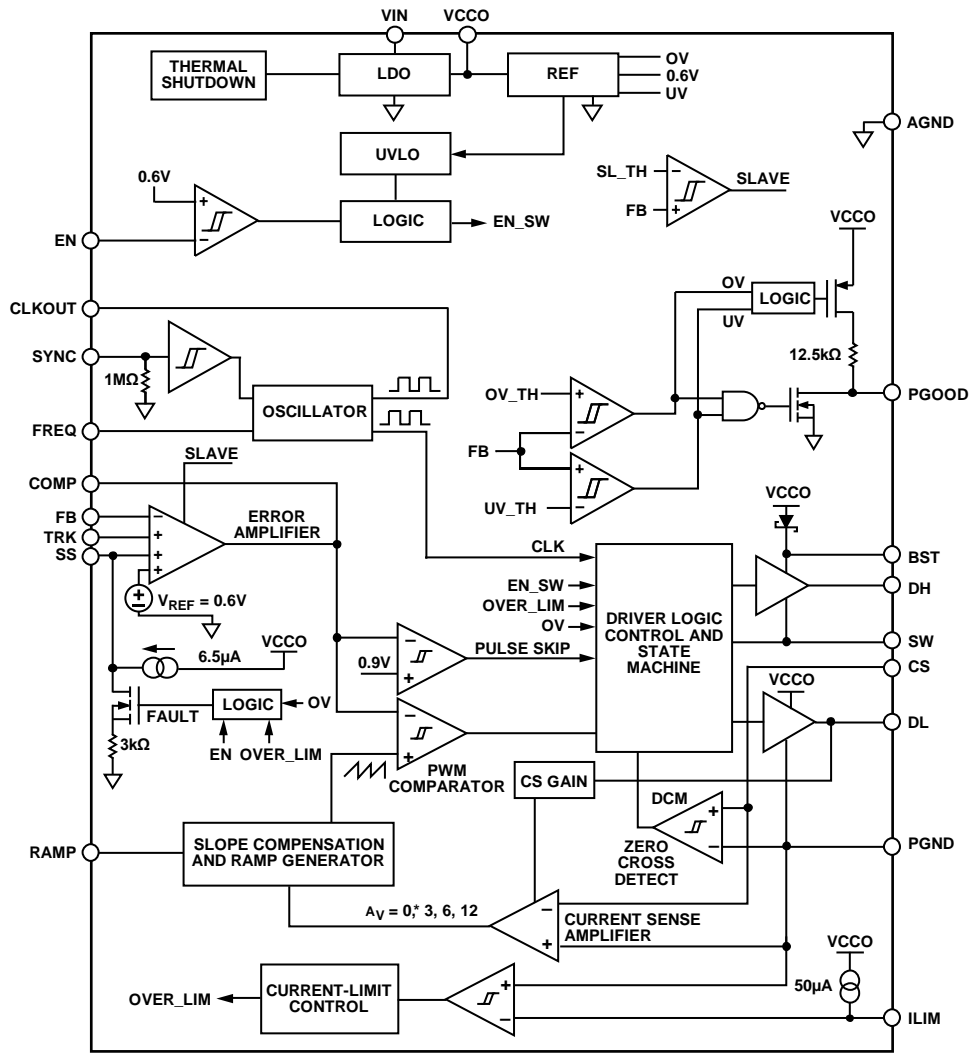 VIN
VCCO
THERMAL
SHUTDOWN
LDO
REF
OV
0.6V
UV
AGND
UVLO
0.6V
+
−
LOGIC
EN_SW
EN
SL_TH
−
FB
+
SLAVE
VCCO
CLKOUT
OV
UV
LOGIC
SYNC
1MΩ
12.5kΩ
OSCILLATOR
PGOOD
FREQ
OV_TH
+
−
FB
+
UV_TH
−
SLAVE
COMP
FB
−
TRK
+
SS
+
+
ERROR
AMPLIFIER
VREF = 0.6V
VCCO
CLK
BST
EN_SW
DH
OVER_LIM
OV
DRIVER LOGIC
CONTROL AND
STATE
MACHINE
SW
6.5µA
VCCO
−
0.9V
+
PULSE SKIP
CS
VCCO
FAULT
LOGIC
OV
DL
3kΩ
EN
OVER_LIM
−
+
PWM
COMPARATOR
CS GAIN
DCM
+
−
ZERO
CROSS
DETECT
PGND
RAMP
SLOPE COMPENSATION
AND RAMP GENERATOR
AV = 0,* 3, 6, 12
−
+
CURRENT SENSE
AMPLIFIER
VCCO
50µA
OVER_LIM
CURRENT-LIMIT
CONTROL
+
−
ILIM